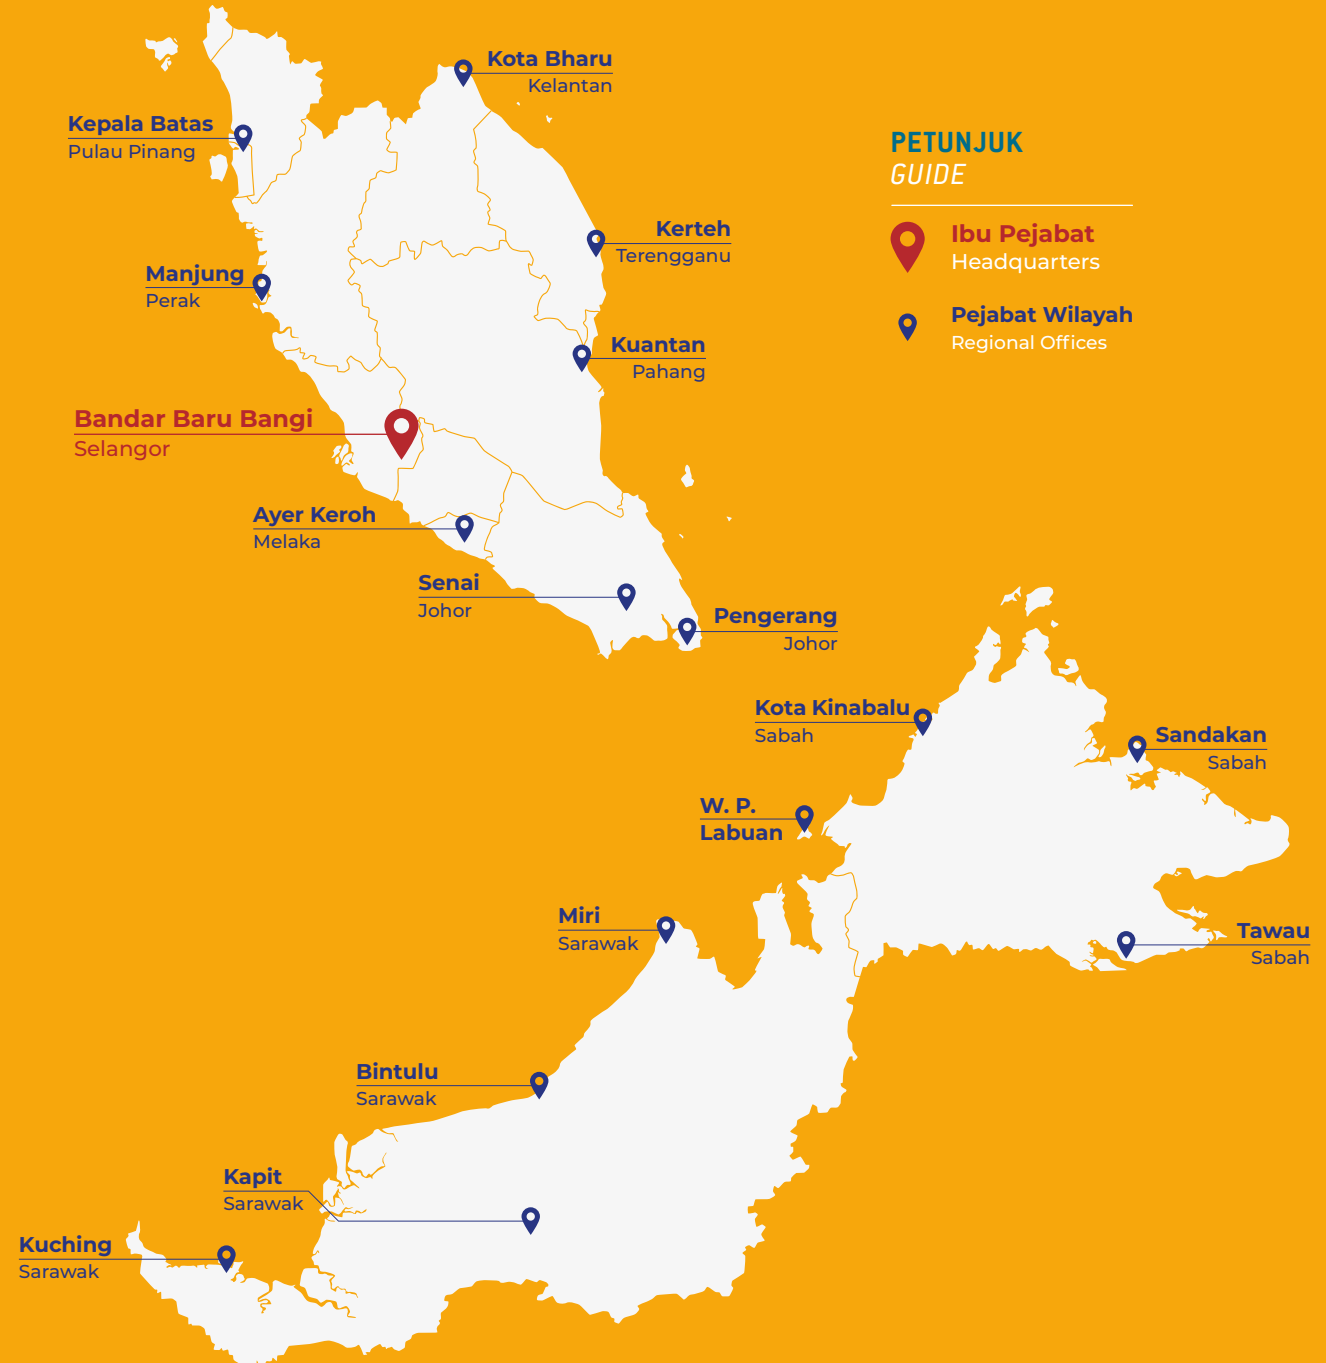 Kota Bharu
Kelantan
Kepala Batas
Pulau Pinang
PETUNJUK
GUIDE
Ibu Pejabat
Headquarters
Pejabat Wilayah
Regional Offices
Kerteh
Terengganu
Manjung
Perak
Kuantan
Pahang
Bandar Baru Bangi
Selangor
Ayer Keroh
Melaka
Senai
Johor
Pengerang
Johor
Kota Kinabalu
Sabah
Sandakan
Sabah
W. P.
Labuan
Miri
Sarawak
Tawau
Sabah
Bintulu
Sarawak
Kapit
Sarawak
Kuching
Sarawak